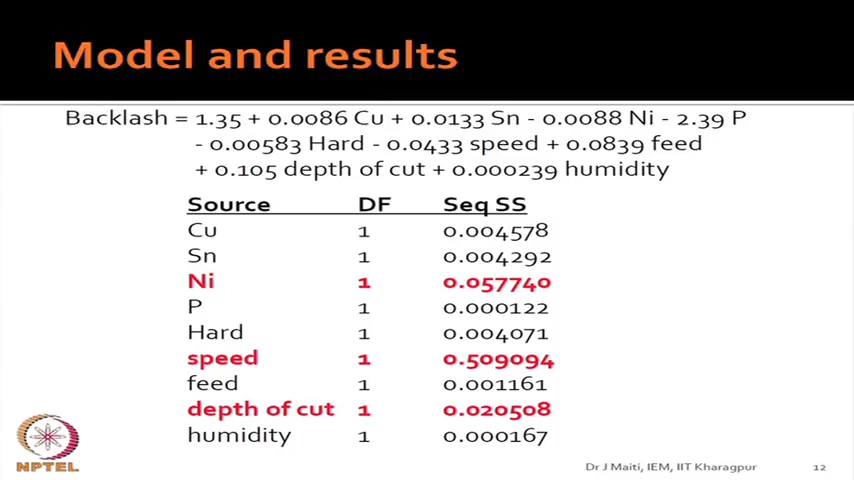 Model and results
Backlash = 1.35 + 0.0086 Cu + 0.0133 Sn - 0.0088 Ni - 2.39 P
- 0.00583 Hard - 0.0433 speed + 0.0839 feed
+ 0.105 depth of cut + 0.000239 humidity
Source DF Seq SS
Cu 1 0.004578
Sn 1 0.004292
Ni 1 0.057740
P 1 0.000122
Hard 1 0.004071
speed 1 0.509094
feed 1 0.001161
depth of cut 1 0.020508
humidity 1 0.000167
NPTEL
Dr J Maiti, IEM, IIT Kharagpur 12